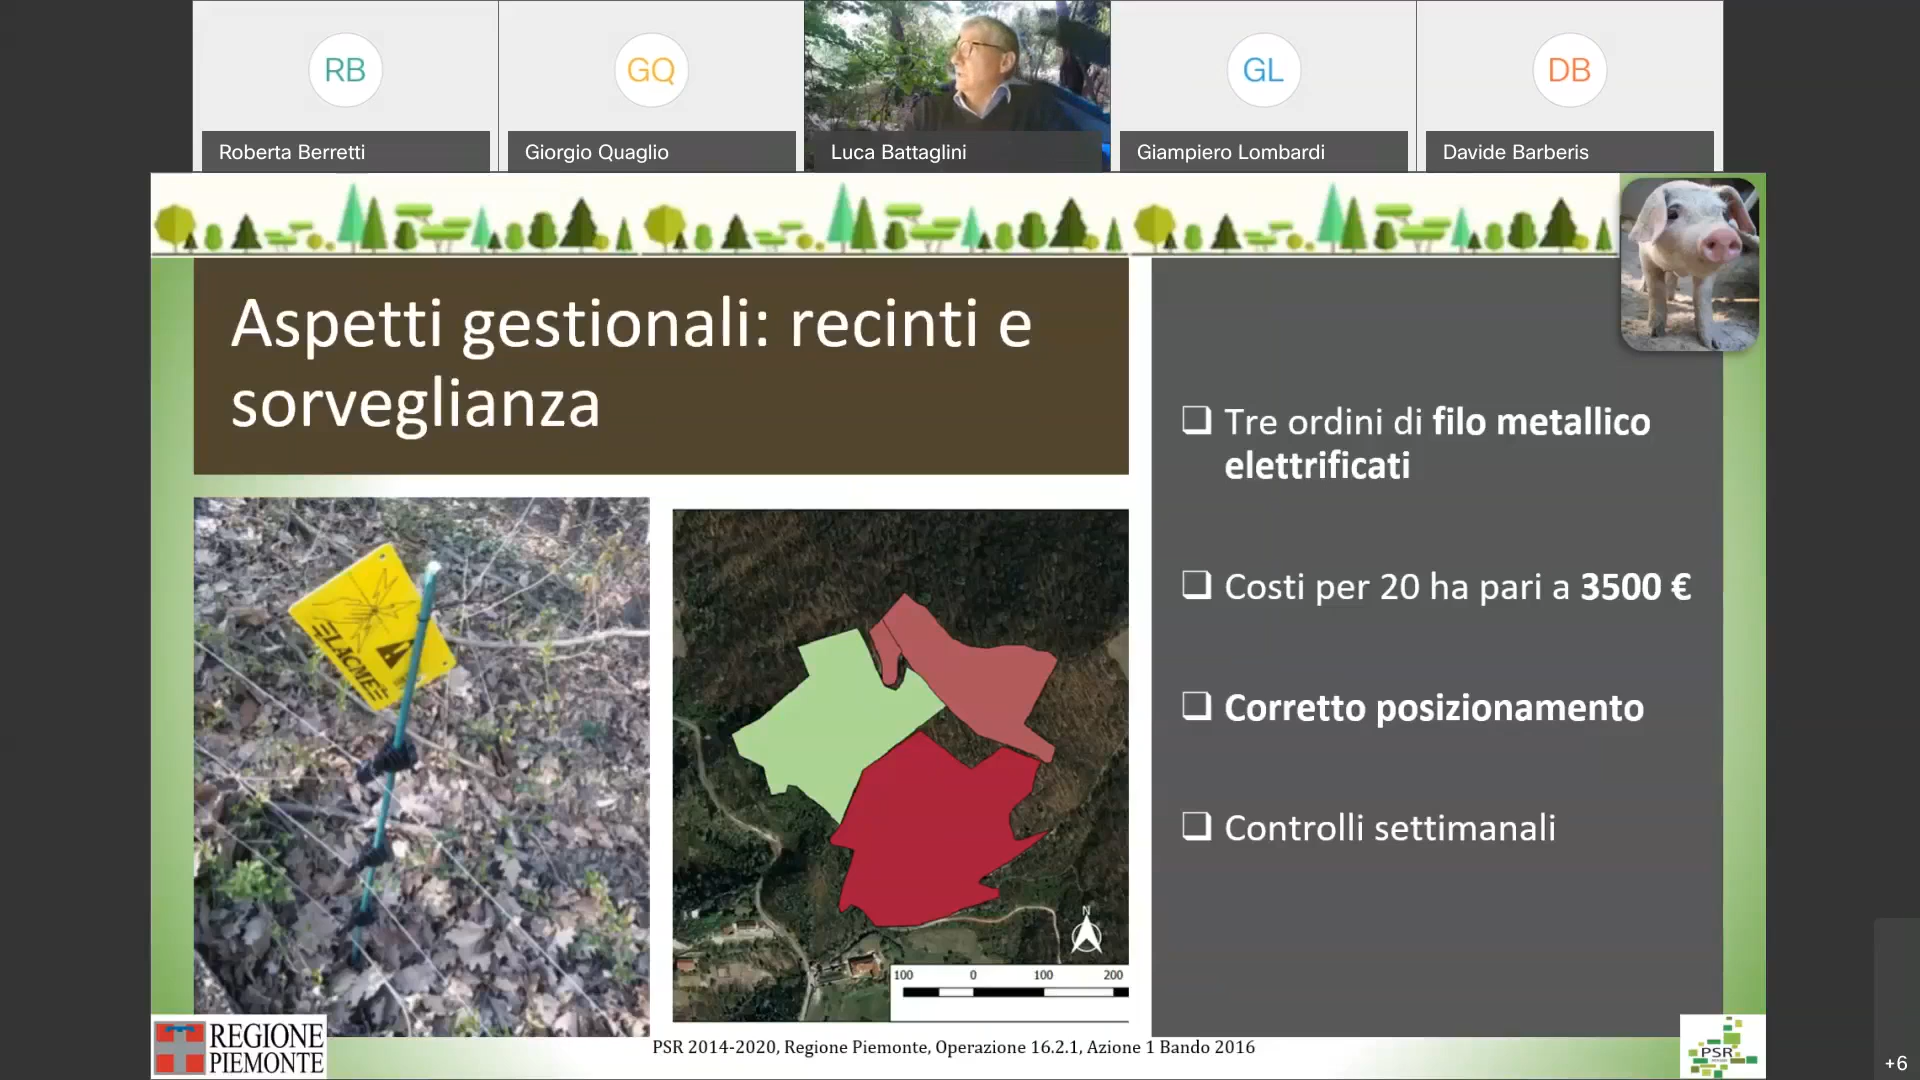 RB
GQ
GL
DB
Roberta Berretti
Giorgio Quaglio
Luca Battaglini
Giampiero Lombardi
Davide Barberis
Aspetti gestionali: recinti e
sorveglianza
❑ Tre ordini di filo metallico
elettrificati
❑ Costi per 20 ha pari a 3500 €
❑ Corretto posizionamento
❑ Controlli settimanali
LACME
N
100 0 100 200
REGIONE
PIEMONTE
PSR 2014-2020, Regione Piemonte, Operazione 16.2.1, Azione 1 Bando 2016
PSR
+6